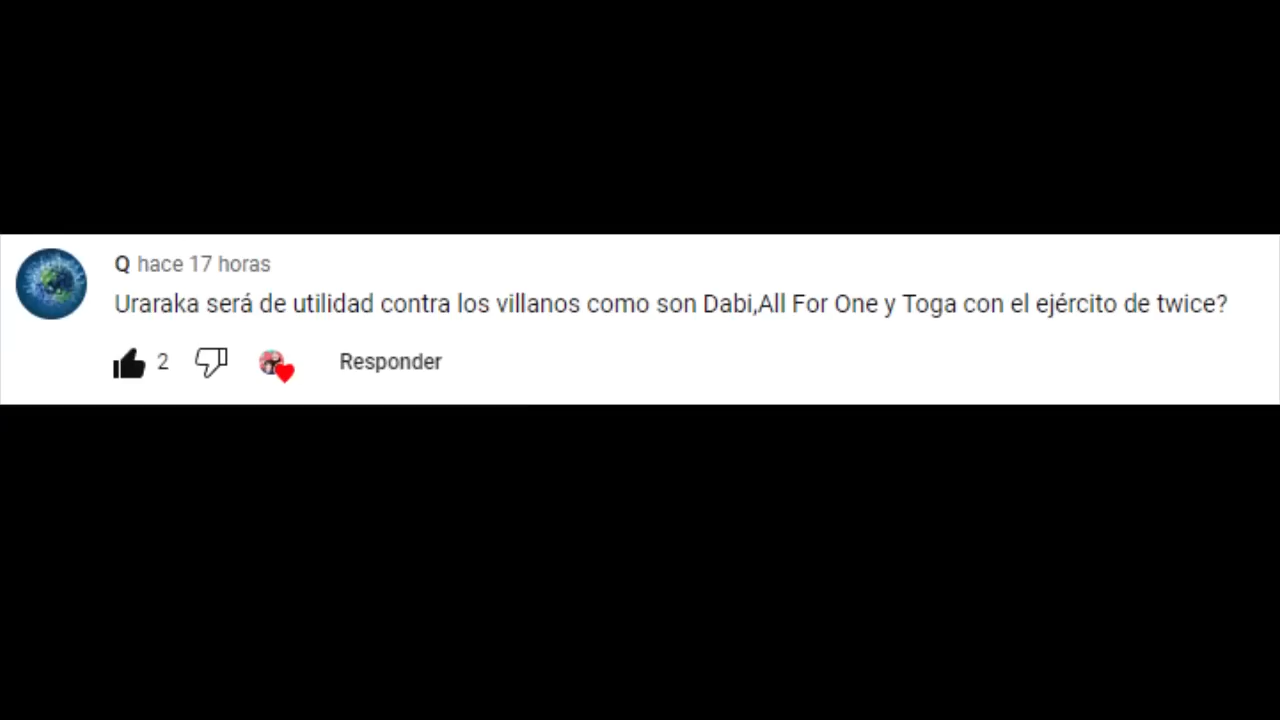 Q hace 17 horas
Uraraka será de utilidad contra los villanos como son Dabi,All For One y Toga con el ejército de twice?
2 Responder